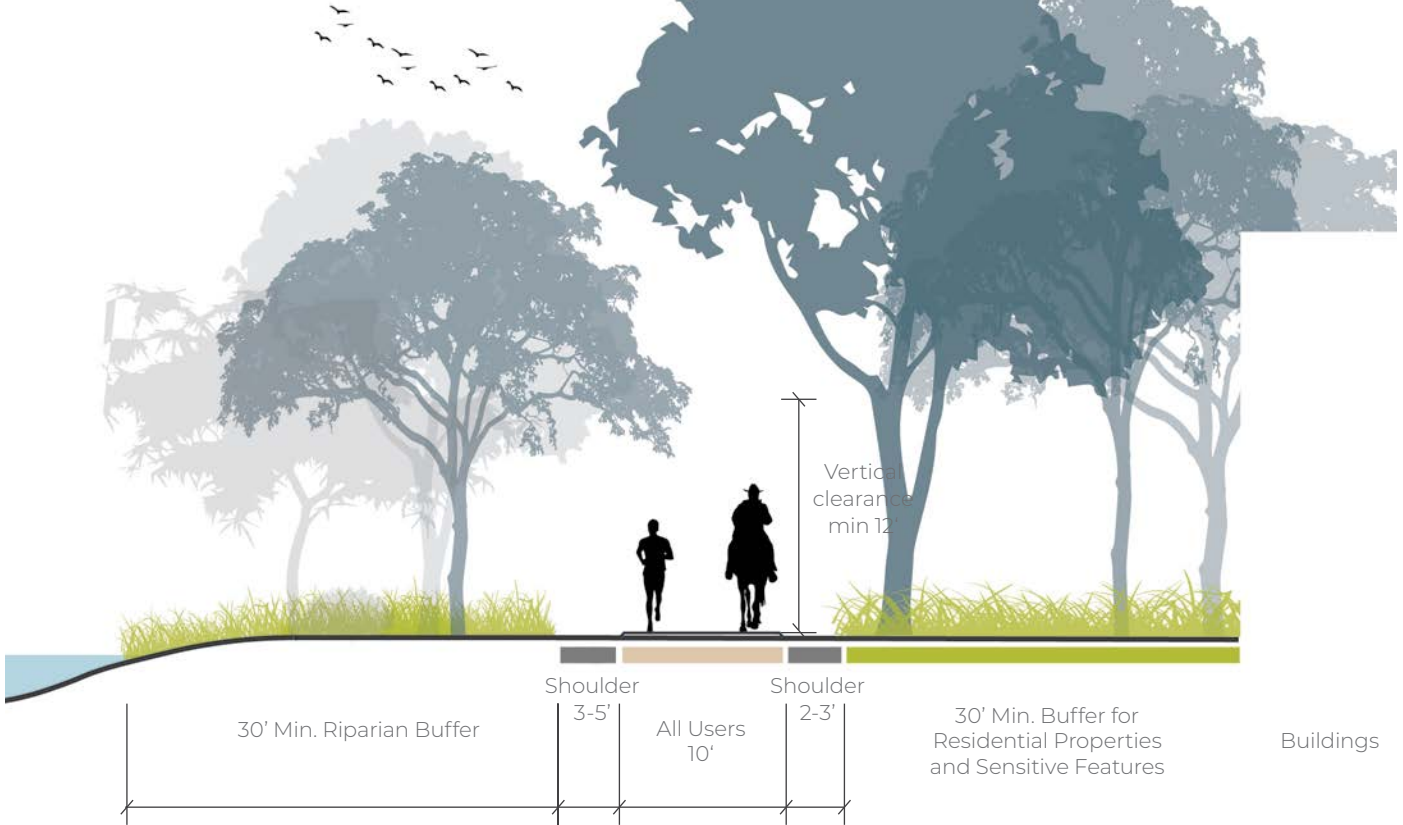 Vertical
clearance
min 12'
Shoulder
3-5'
Shoulder
2-3'
30’ Min. Riparian Buffer
All Users
10‘
30’ Min. Buffer for
Residential Properties
and Sensitive Features
Buildings